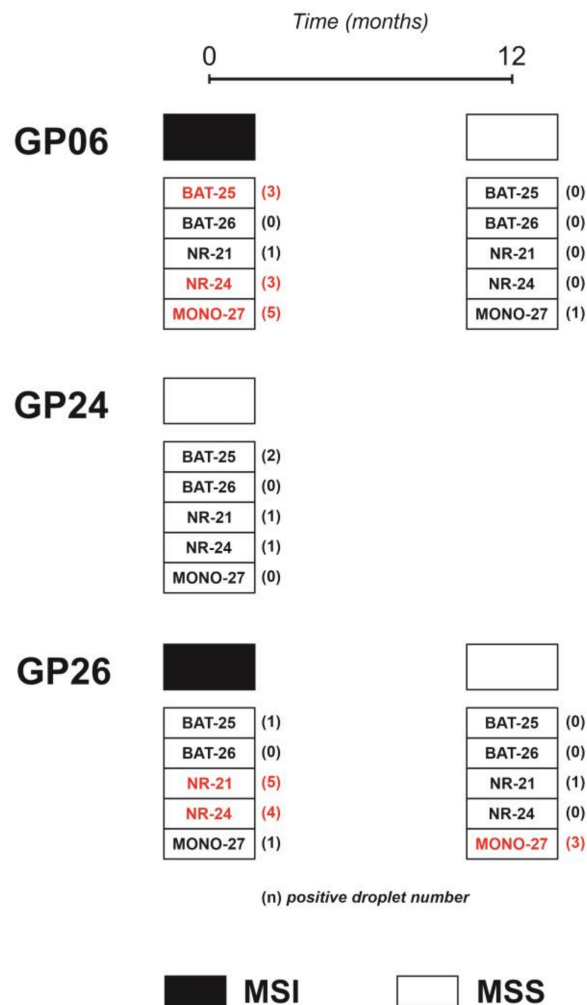 Time (months)
0 12
GP06
BAT-25 (3) BAT-25 (0)
BAT-26 (0) BAT-26 (0)
NR-21 (1) NR-21 (0)
NR-24 (3) NR-24 (0)
MONO-27 (5) MONO-27 (1)
GP24
BAT-25 (2)
BAT-26 (0)
NR-21 (1)
NR-24 (1)
MONO-27 (0)
GP26
BAT-25 (1) BAT-25 (0)
BAT-26 (0) BAT-26 (0)
NR-21 (5) NR-21 (1)
NR-24 (4) NR-24 (0)
MONO-27 (1) MONO-27 (3)
(n) positive droplet number
MSI MSS